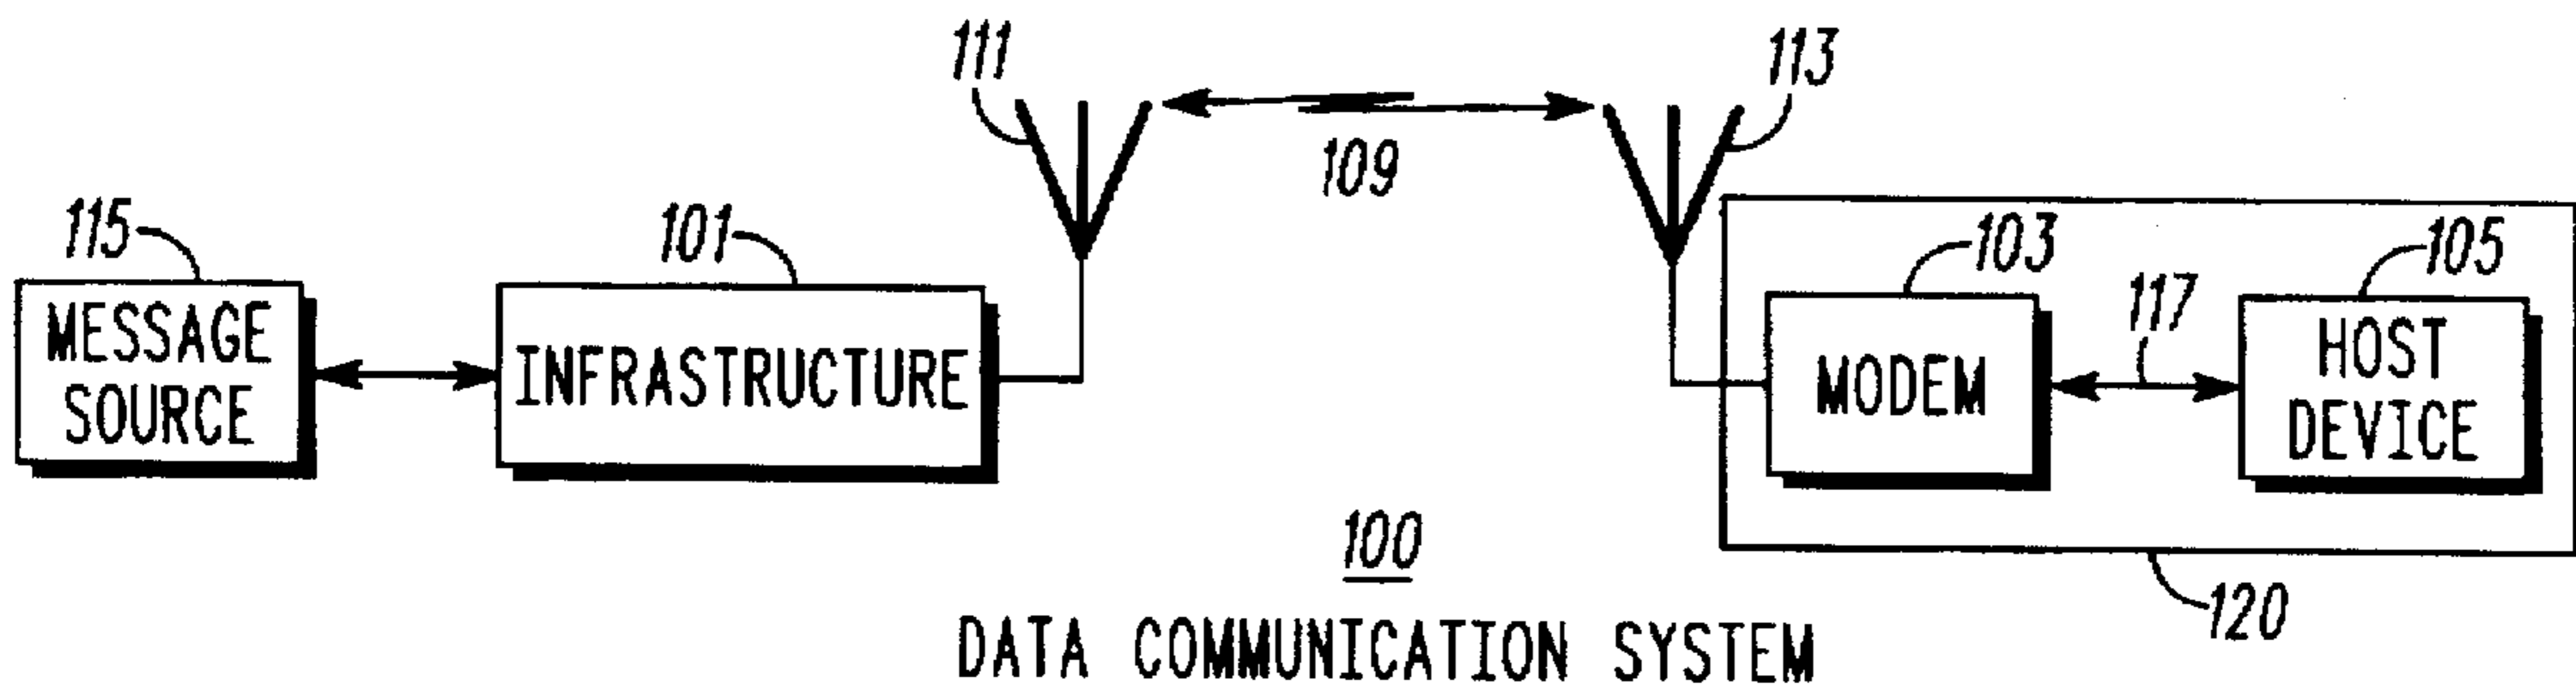 111
113
109
115
101
103
105
117
MESSAGE
SOURCE
INFRASTRUCTURE
MODEM
HOST
DEVICE
100
120
DATA COMMUNICATION SYSTEM